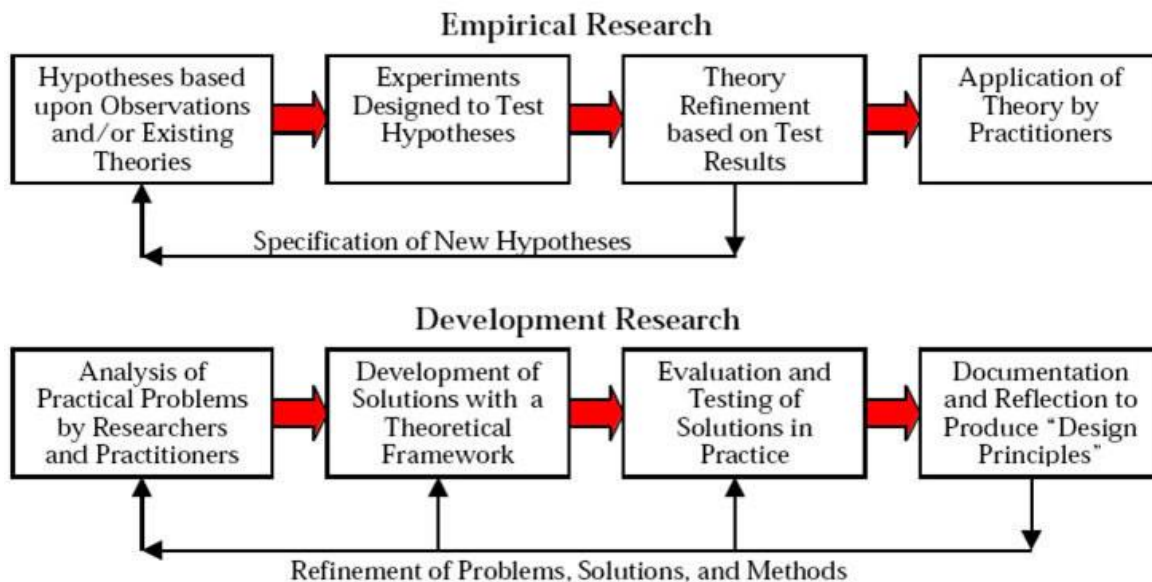 Empirical Research
Hypotheses based
upon Observations
and/or Existing
Theories
Experiments
Designed to Test
Hypotheses
Theory
Refinement
based on Test
Results
Application of
Theory by
Practitioners
Specification of New Hypotheses
Development Research
Analysis of
Practical Problems
by Researchers
and Practitioners
Development of
Solutions with a
Theoretical
Framework
Evaluation and
Testing of
Solutions in
Practice
Documentation
and Reflection to
Produce “Design
Principles”
Refinement of Problems, Solutions, and Methods